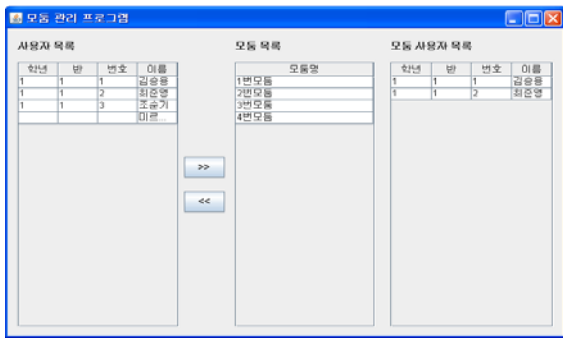 모둠 관리 프로그램
사용자 목록
학년 반 번호 이름
1 1 1 김승용
1 1 2 최준영
1 1 3 조순기
미르...
>>
<<
모둠 목록
모둠명
1번모둠
2번모둠
3번모둠
4번모둠
모둠 사용자 목록
학년 반 번호 이름
1 1 1 김승용
1 1 2 최준영